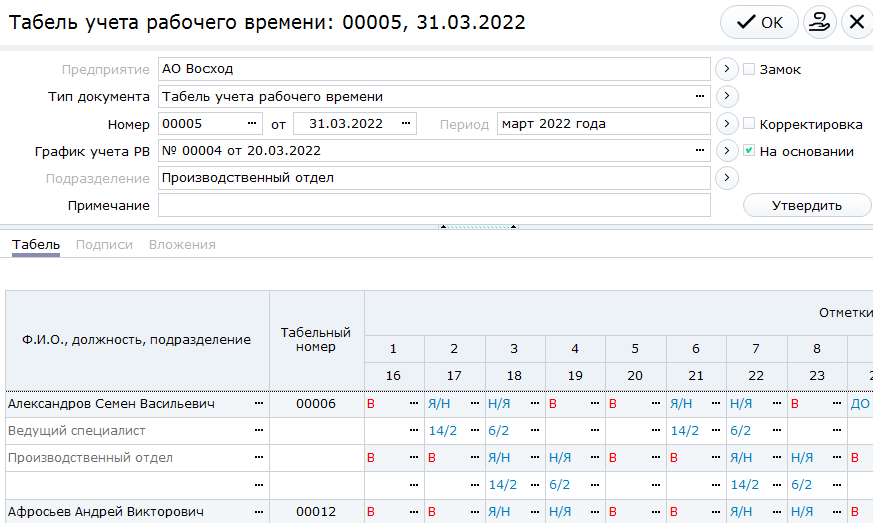 Табель учета рабочего времени: 00005, 31.03.2022 OK
Предприятие АО Восход Замок
Тип документа Табель учета рабочего времени
Номер 00005 от 31.03.2022 Период март 2022 года Корректировка
График учета РВ № 00004 от 20.03.2022 На основании
Подразделение Производственный отдел
Примечание Утвердить
Табель Подписи Вложения
Ф.И.О., должность, подразделение Табельный номер Отметки
1 2 3 4 5 6 7 8
16 17 18 19 20 21 22 23 2
Александров Семен Васильевич 00006 В Я/Н Н/Я В В Я/Н Н/Я В ДО
Ведущий специалист 14/2 6/2 14/2 6/2
Производственный отдел В В Я/Н Н/Я В В Я/Н Н/Я В
14/2 6/2 14/2 6/2
Афросьев Андрей Викторович 00012 В В Я/Н Н/Я В В Я/Н Н/Я В